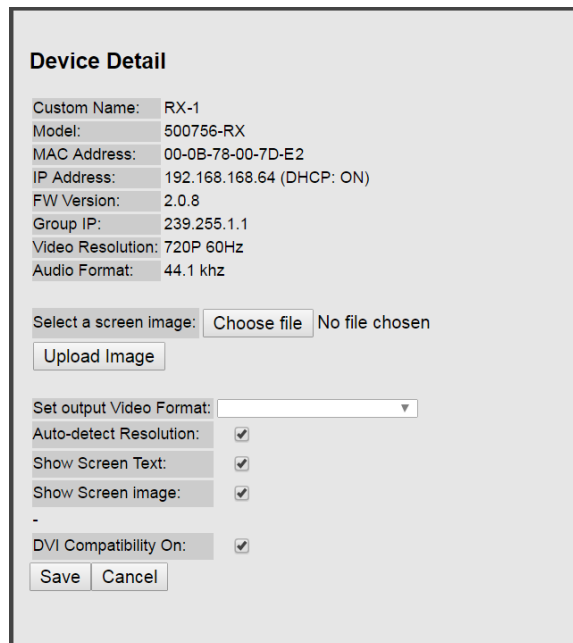 Device Detail
Custom Name: RX-1
Model: 500756-RX
MAC Address: 00-0B-78-00-7D-E2
IP Address: 192.168.168.64 (DHCP: ON)
FW Version: 2.0.8
Group IP: 239.255.1.1
Video Resolution: 720P 60Hz
Audio Format: 44.1 khz
Select a screen image: Choose file No file chosen
Upload Image
Set output Video Format:
Auto-detect Resolution:
Show Screen Text:
Show Screen image:
-
DVI Compatibility On:
Save Cancel